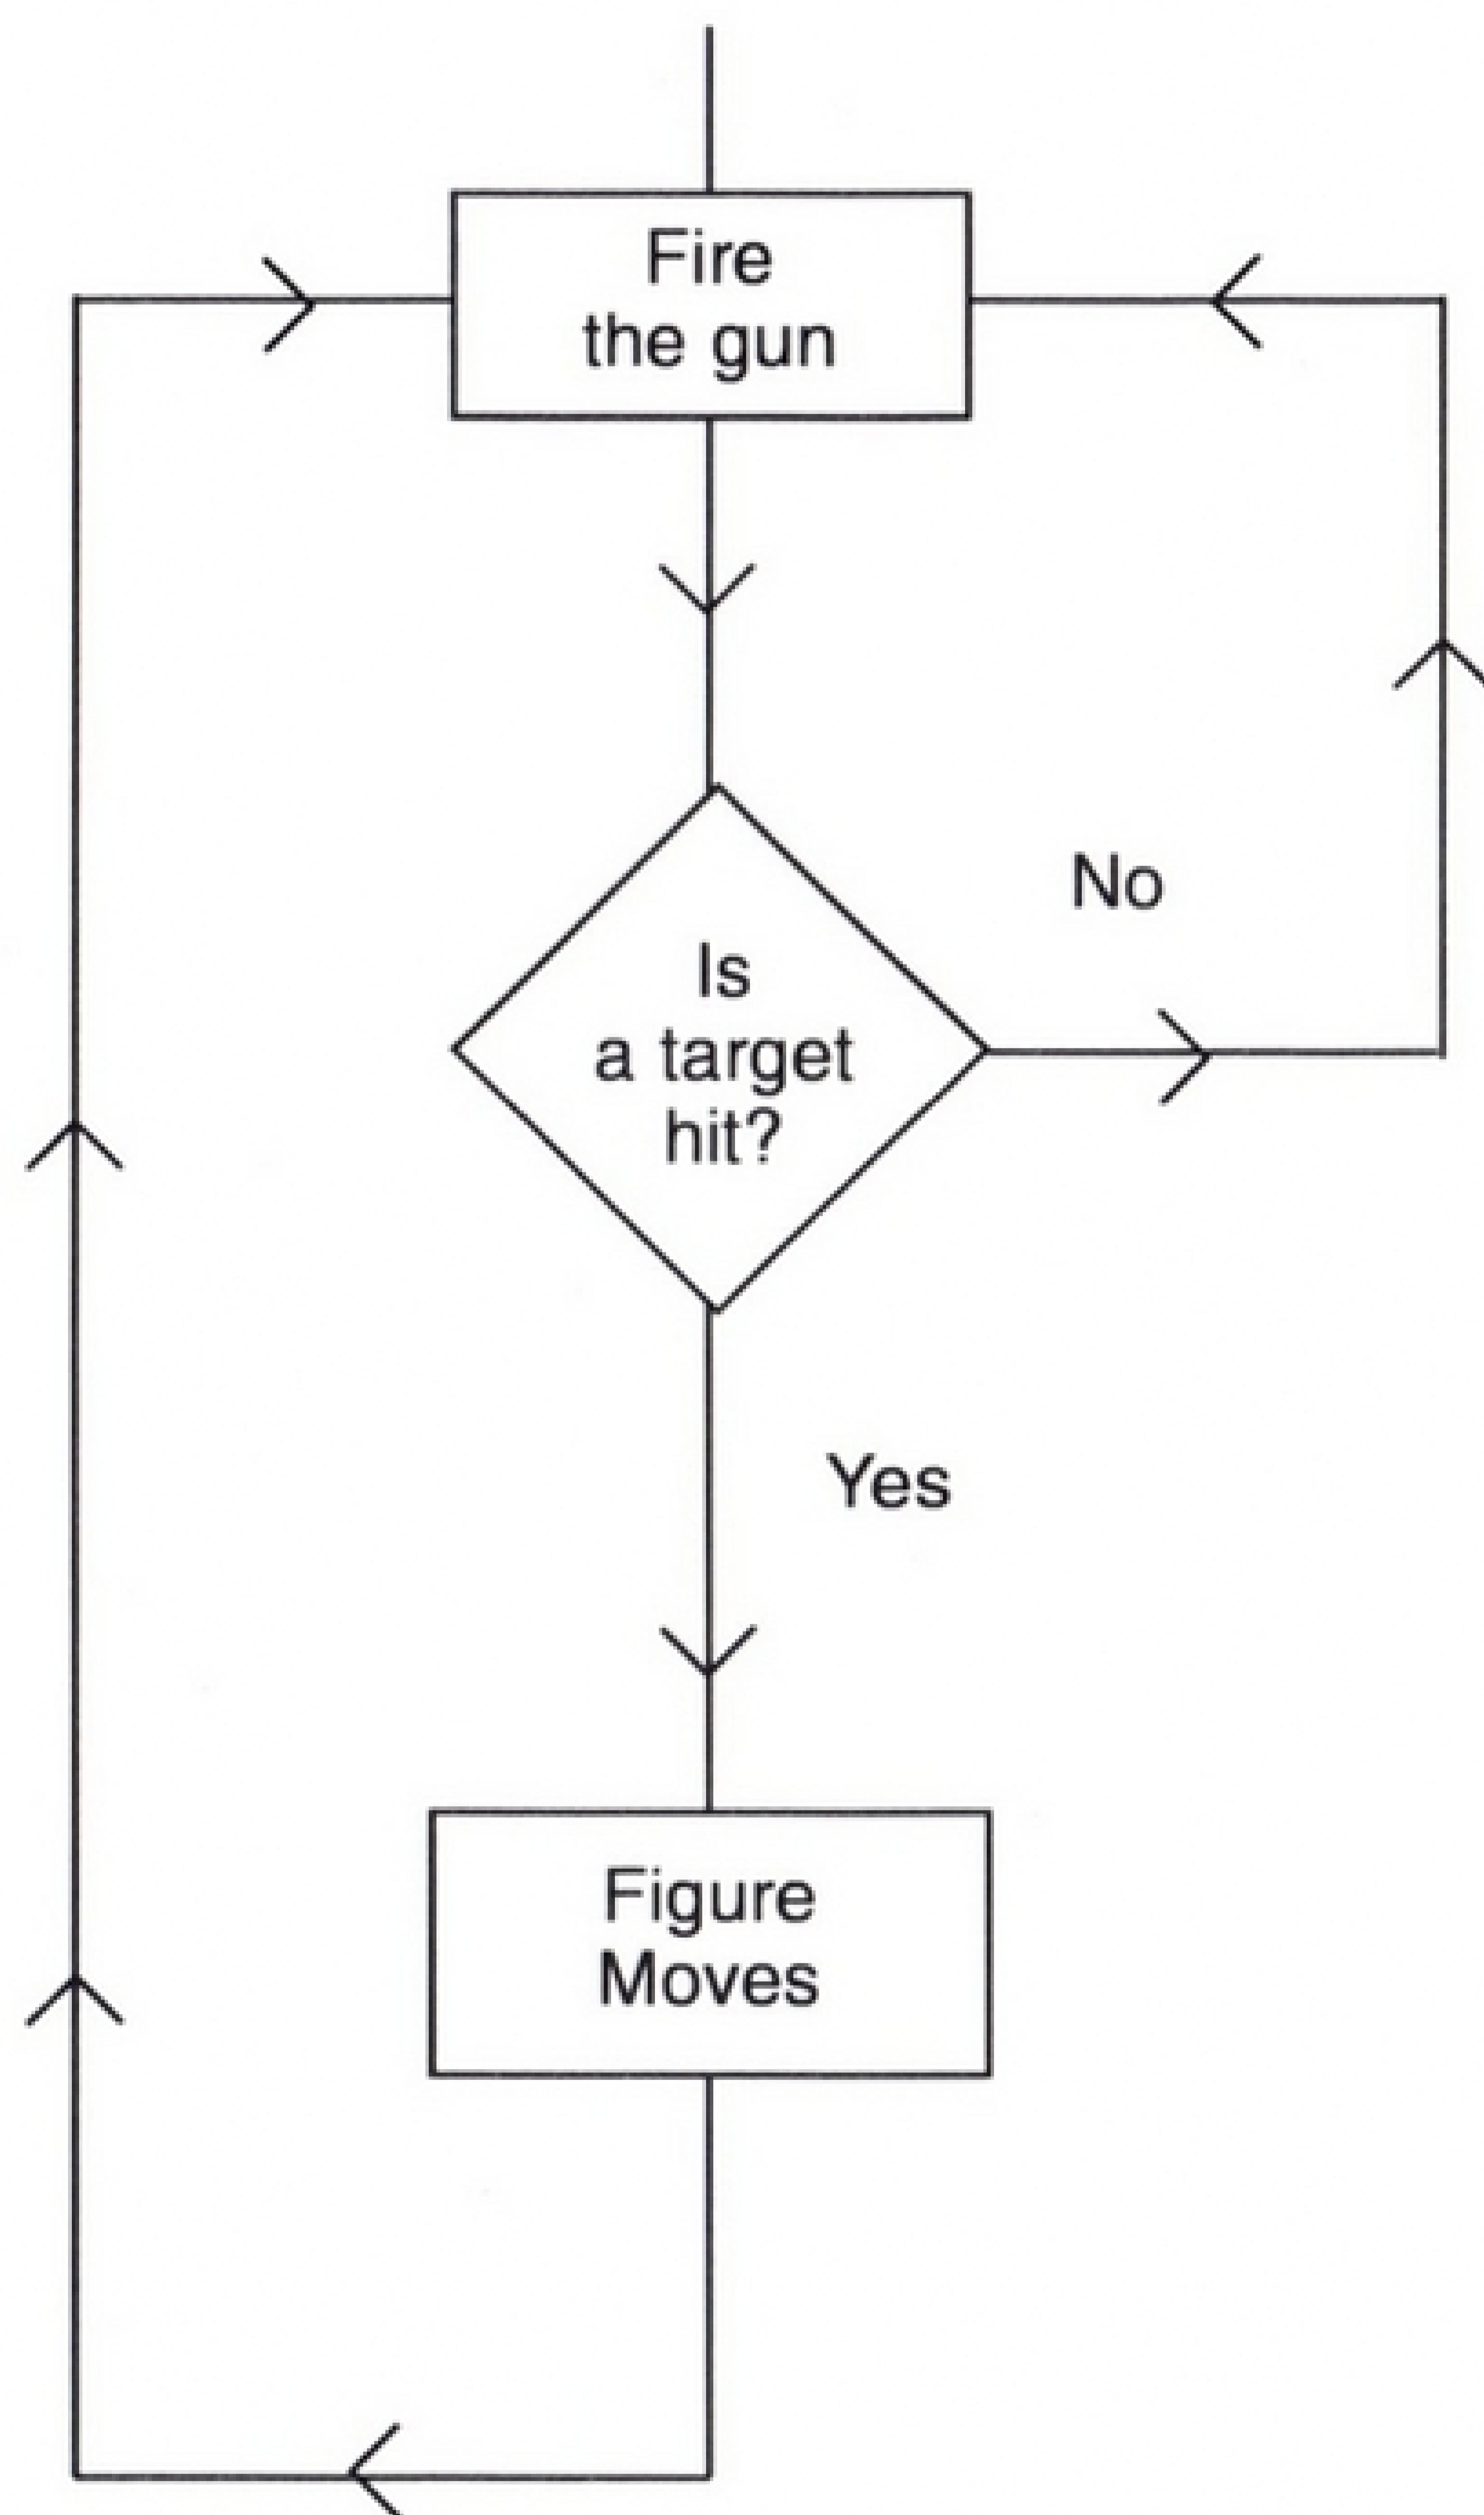 Fire
the gun
No
Is
a target
hit?
Yes
Figure
Moves